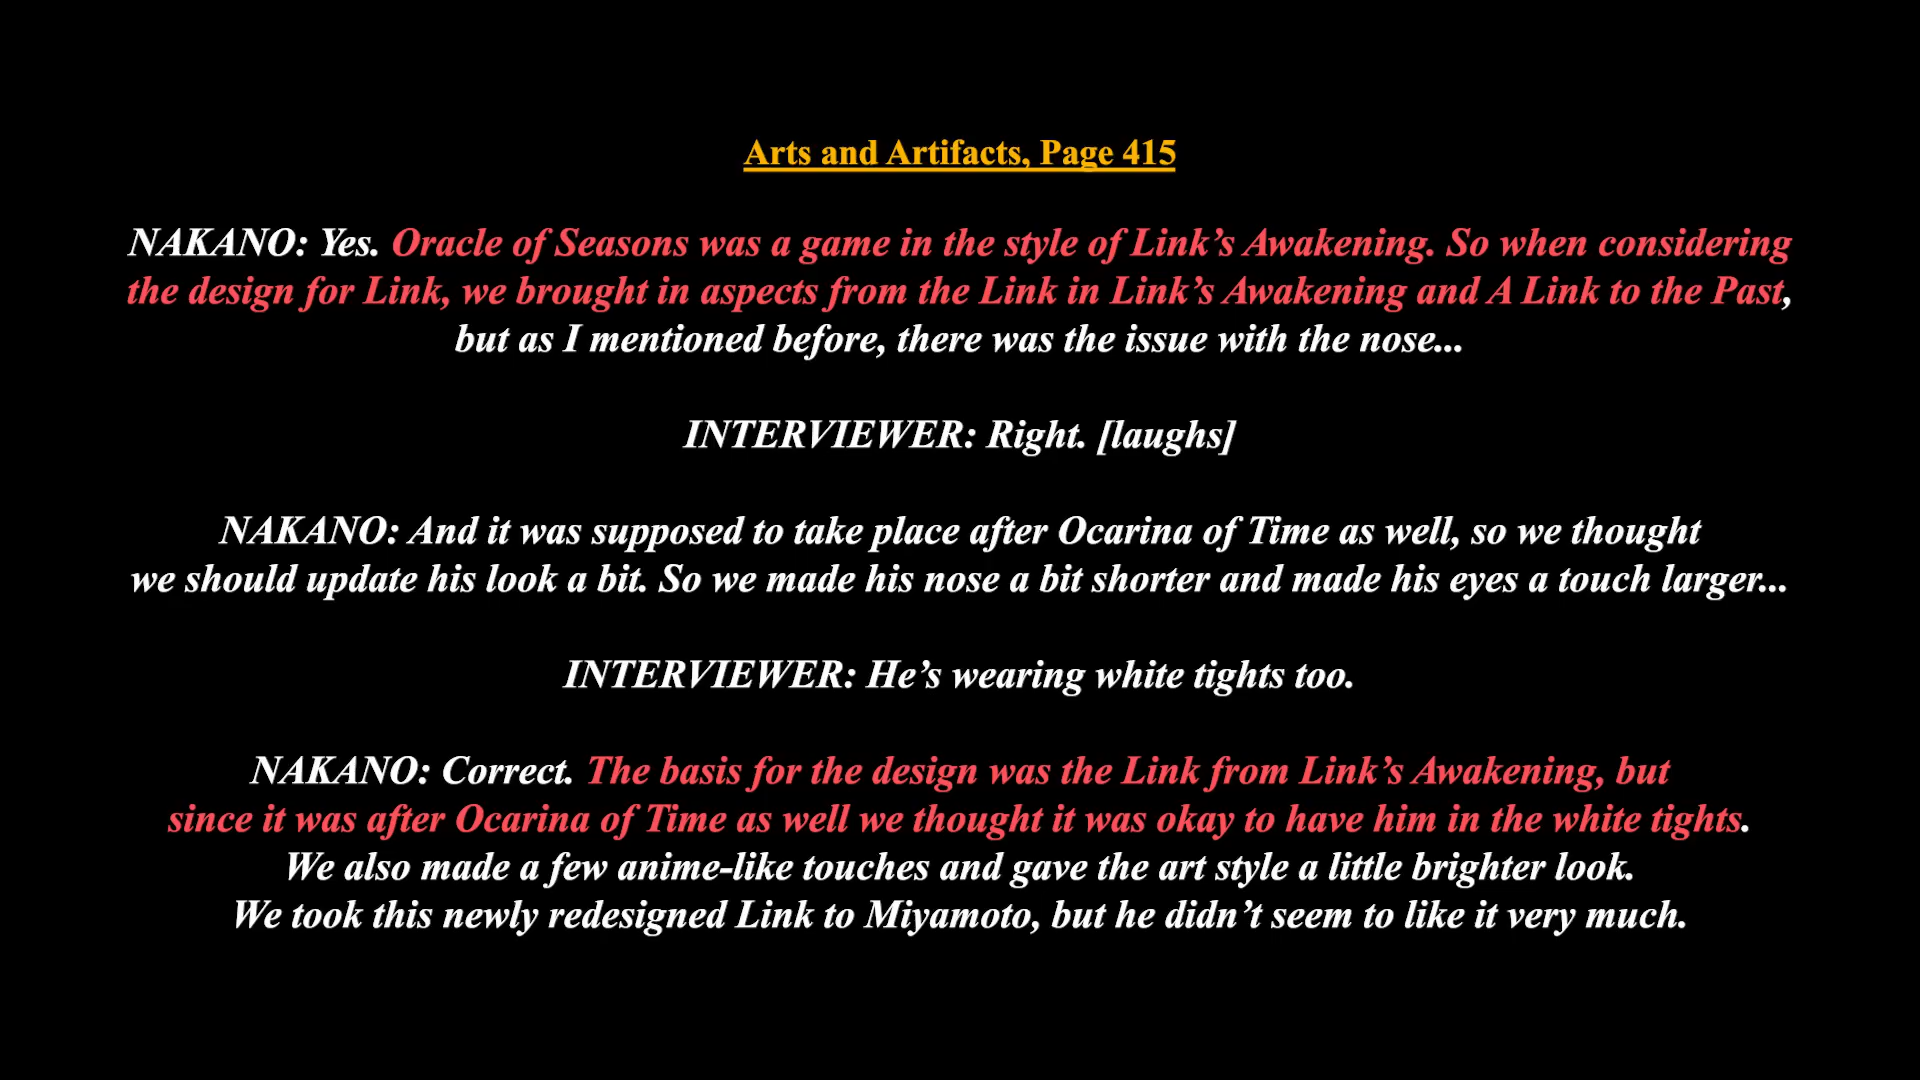 Arts and Artifacts, Page 415
NAKANO: Yes. Oracle of Seasons was a game in the style of Link’s Awakening. So when considering
the design for Link, we brought in aspects from the Link in Link’s Awakening and A Link to the Past,
but as I mentioned before, there was the issue with the nose...
INTERVIEWER: Right. [laughs]
NAKANO: And it was supposed to take place after Ocarina of Time as well, so we thought
we should update his look a bit. So we made his nose a bit shorter and made his eyes a touch larger...
INTERVIEWER: He’s wearing white tights too.
NAKANO: Correct. The basis for the design was the Link from Link’s Awakening, but
since it was after Ocarina of Time as well we thought it was okay to have him in the white tights.
We also made a few anime-like touches and gave the art style a little brighter look.
We took this newly redesigned Link to Miyamoto, but he didn’t seem to like it very much.